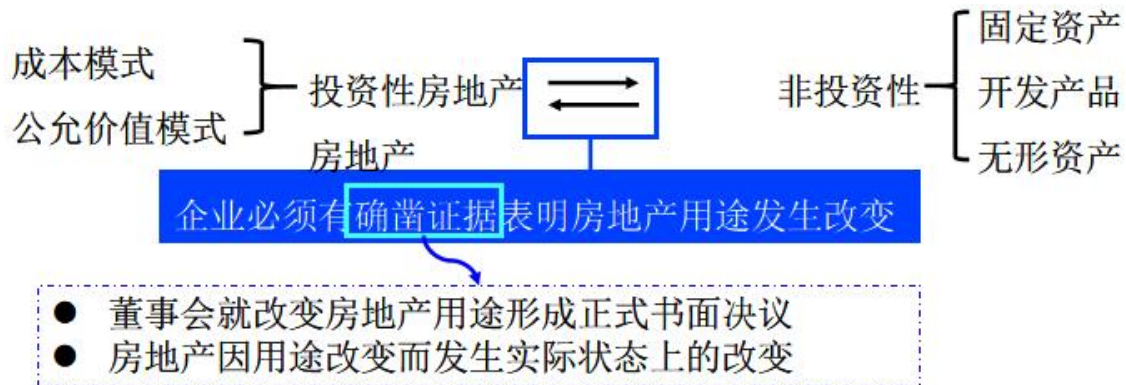 成本模式
公允价值模式
投资性房地产
房地产
非投资性
固定资产
开发产品
无形资产
企业必须有确凿证据表明房地产用途发生改变
● 董事会就改变房地产用途形成正式书面决议
● 房地产因用途改变而发生实际状态上的改变